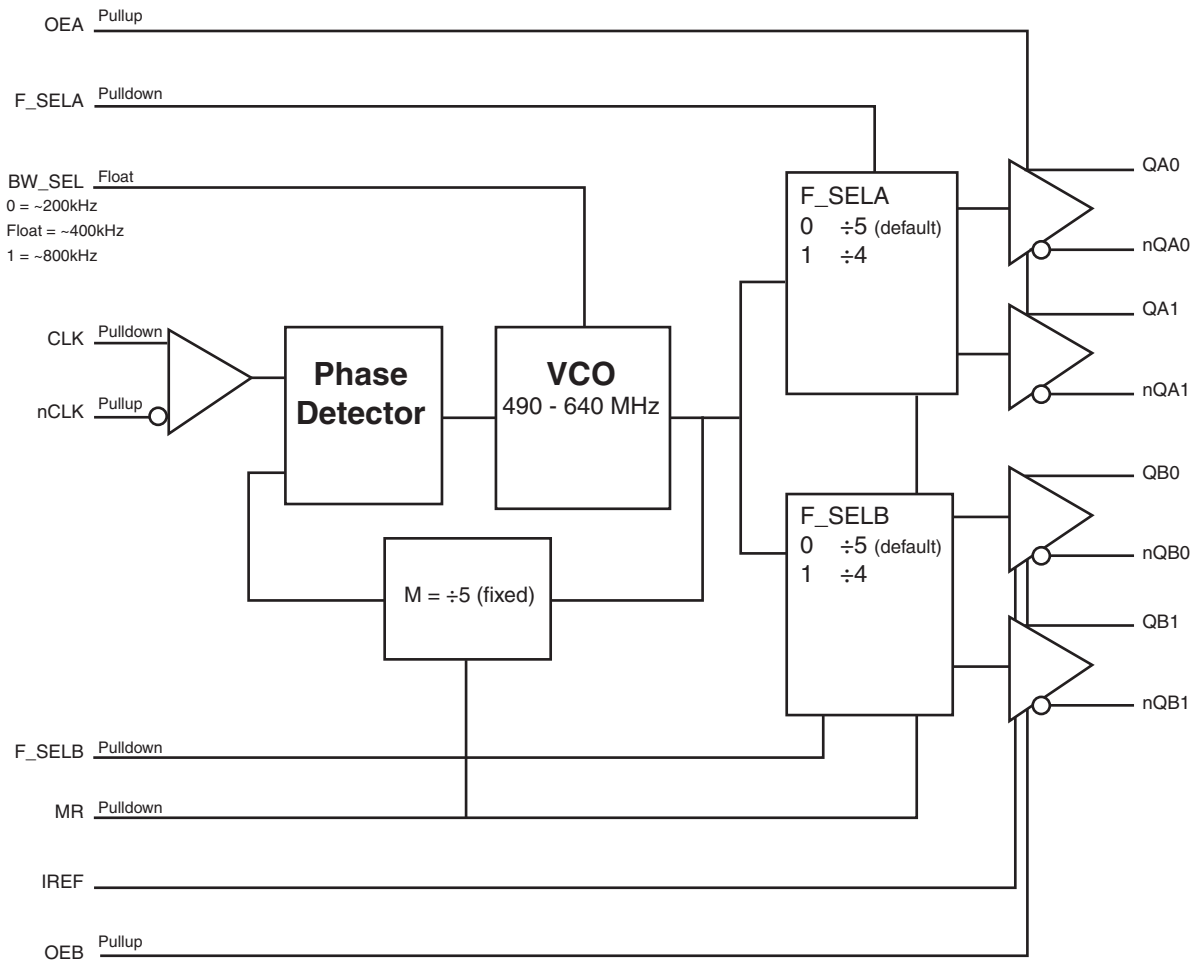 OEA Pullup
F_SELA Pulldown
BW_SEL Float
0 = ~200kHz
Float = ~400kHz
1 = ~800kHz
CLK Pulldown
nCLK Pullup
Phase
Detector
VCO
490 - 640 MHz
M = ÷5 (fixed)
F_SELA
0 ÷5 (default)
1 ÷4
F_SELB
0 ÷5 (default)
1 ÷4
QA0
nQA0
QA1
nQA1
QB0
nQB0
QB1
nQB1
F_SELB Pulldown
MR Pulldown
IREF
OEB Pullup